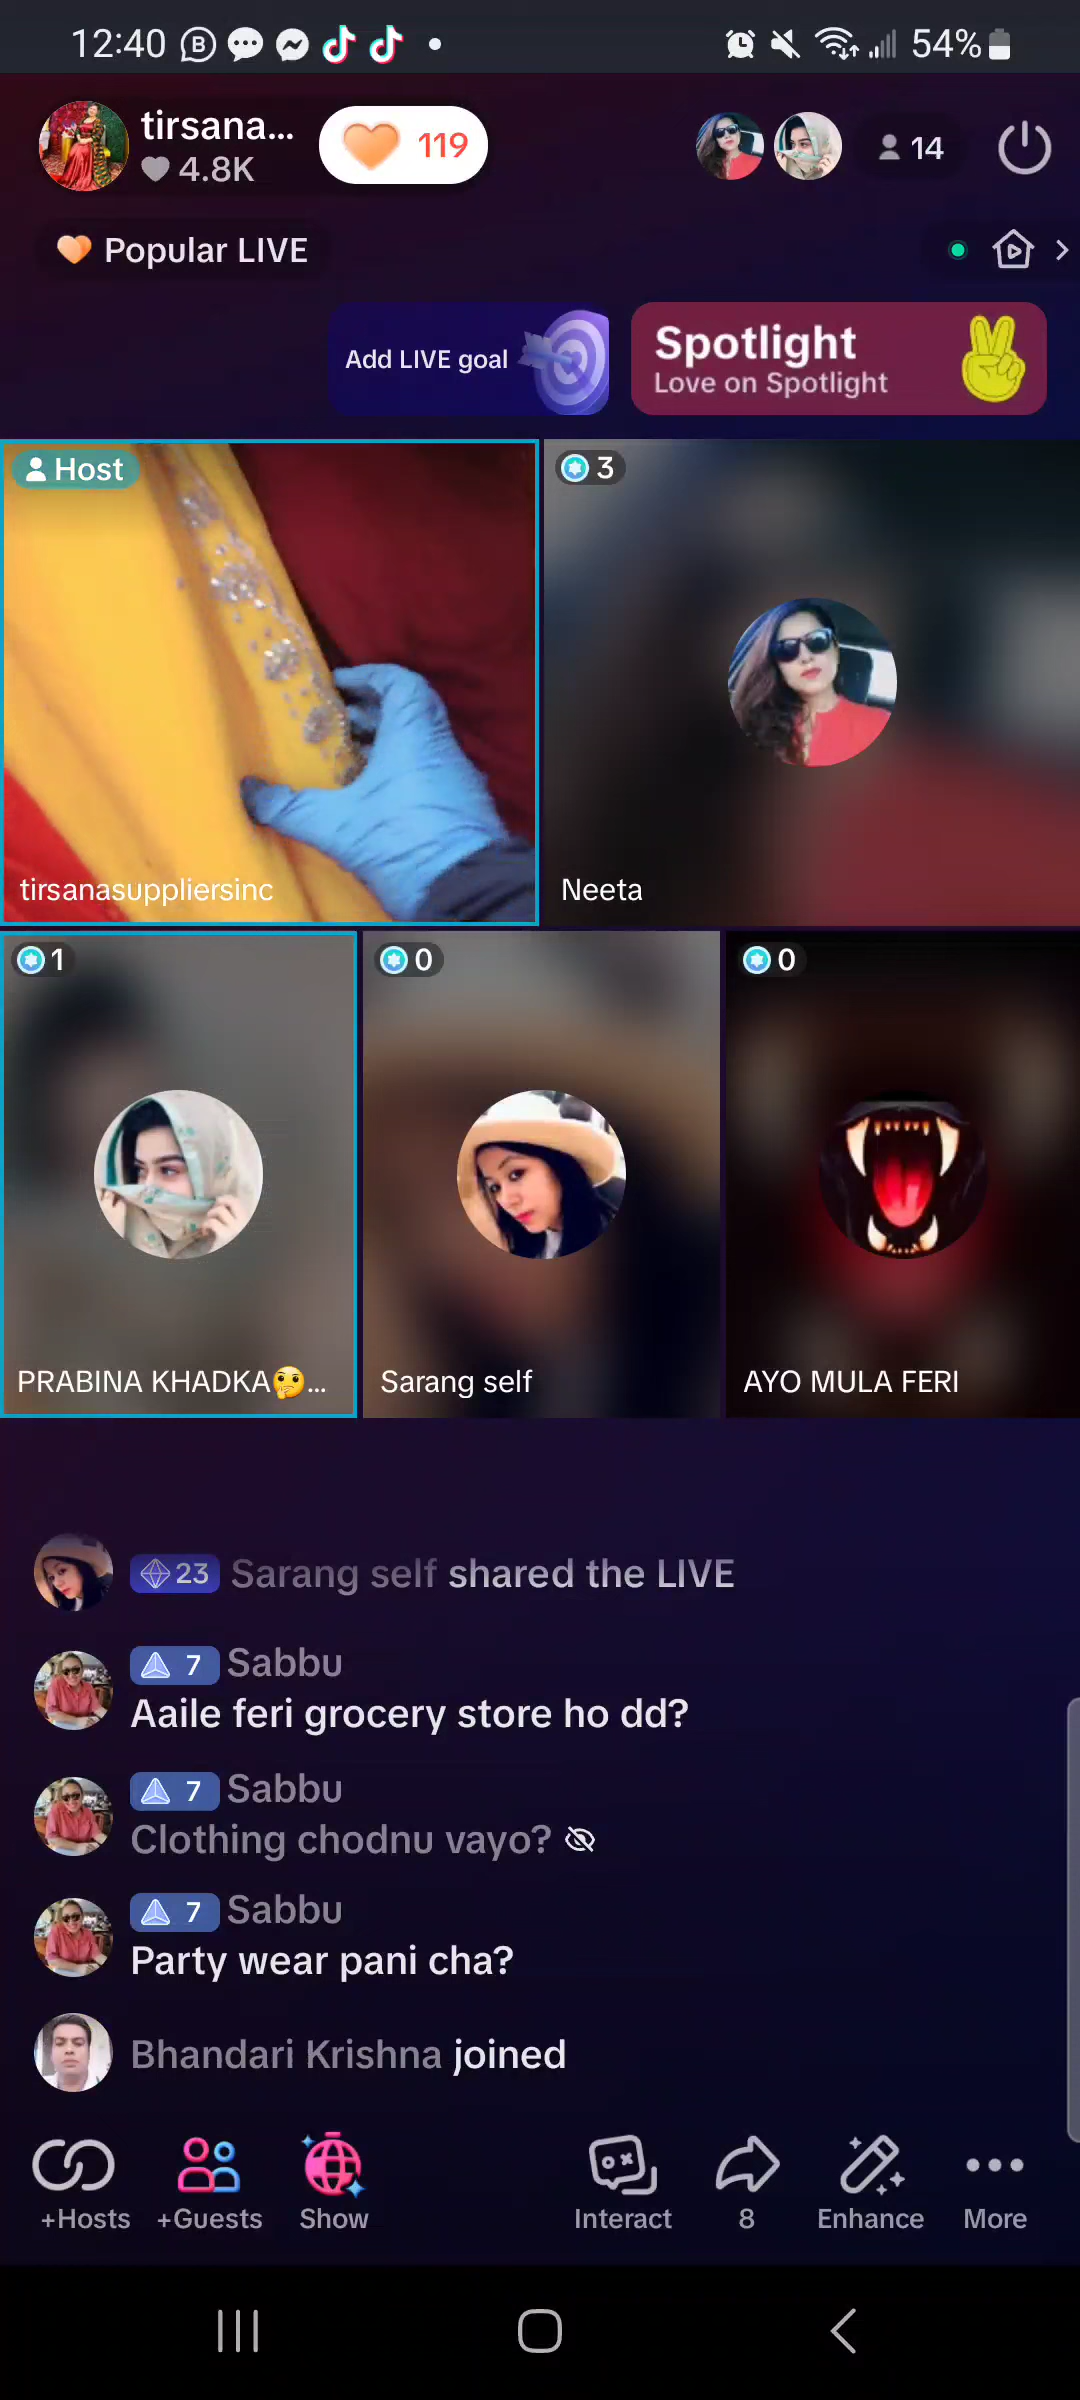 12:40
54%
tirsana...
4.8K
119
14
Popular LIVE
Add LIVE goal
Spotlight
Love on Spotlight
Host
3
tirsanasuppliersinc
Neeta
1
0
0
PRABINA KHADKA🤔...
Sarang self
AYO MULA FERI
23 Sarang self shared the LIVE
7 Sabbu
Aaile feri grocery store ho dd?
7 Sabbu
Clothing chodnu vayo?
7 Sabbu
Party wear pani cha?
Bhandari Krishna joined
+Hosts
+Guests
Show
Interact
8
Enhance
More